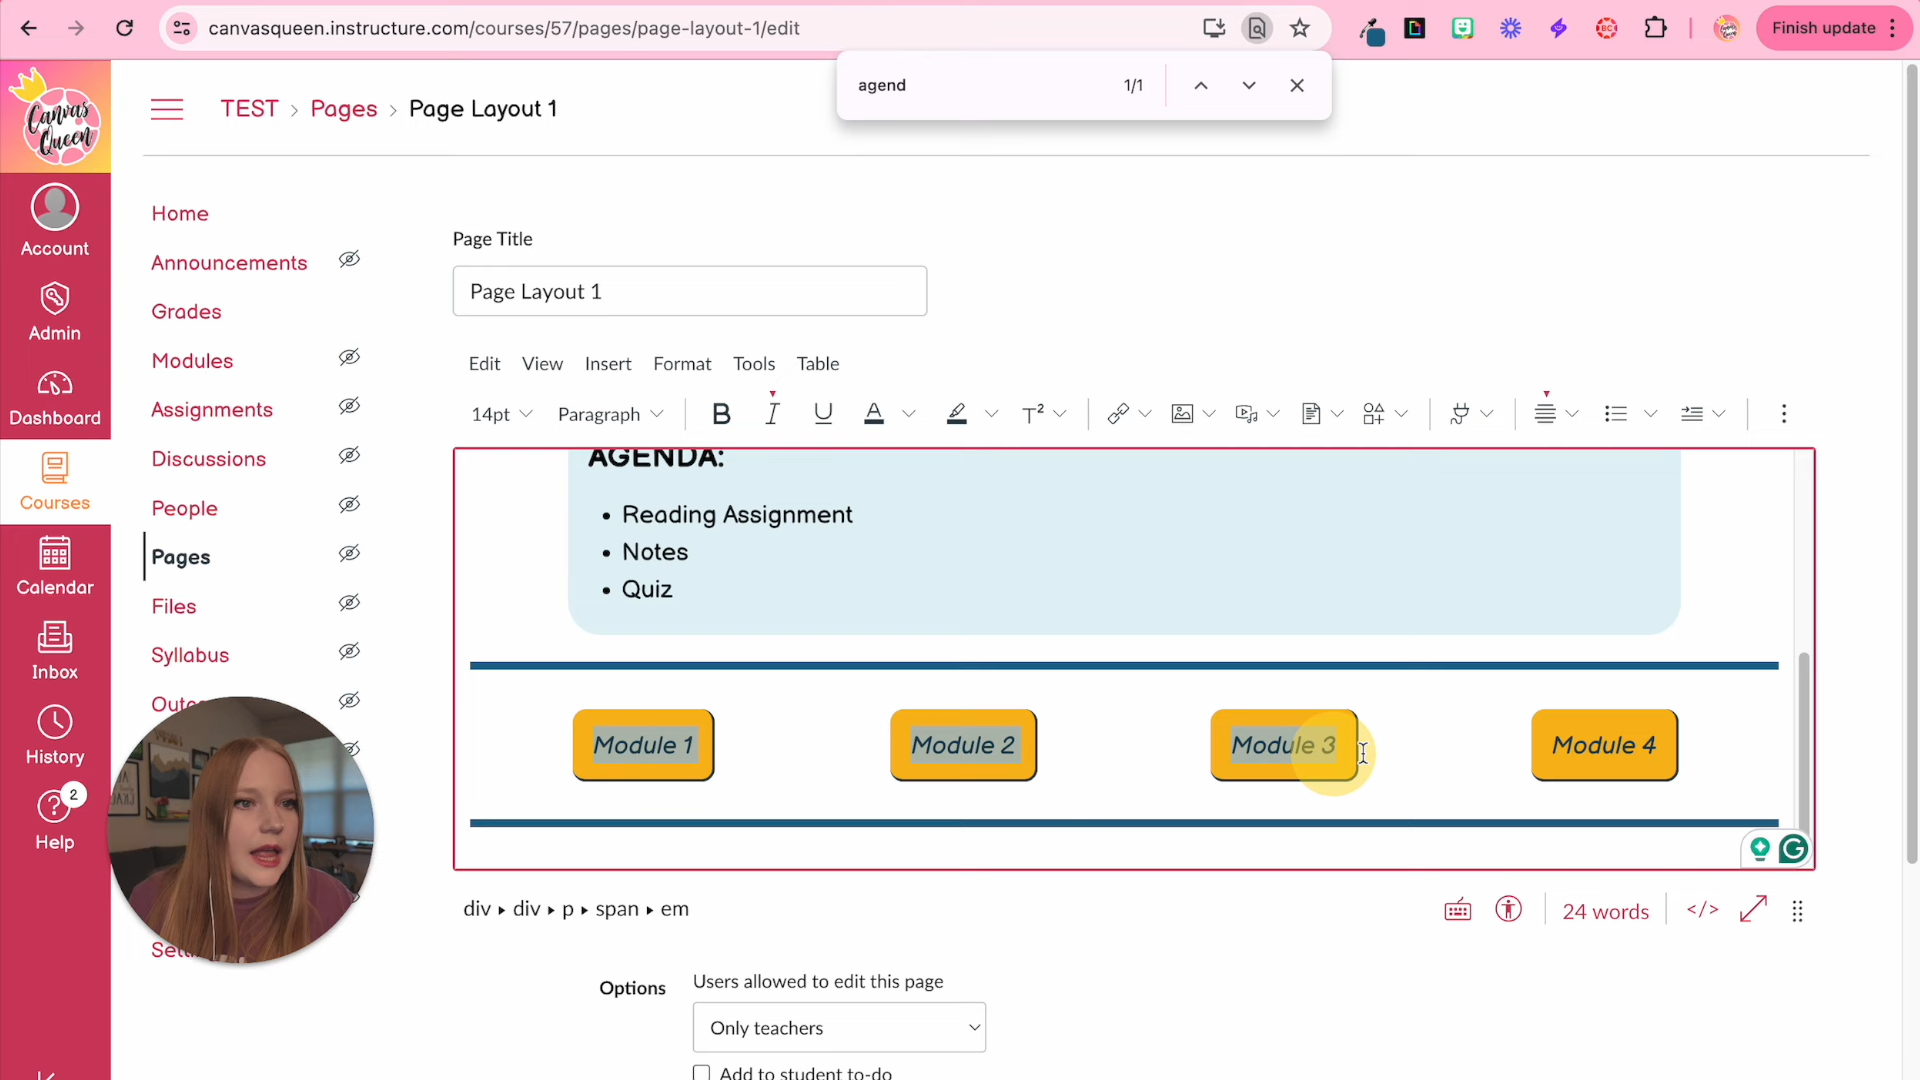 canvasqueen.instructure.com/courses/57/pages/page-layout-1/edit
Finish update
agend 1/1
Canvas Queen
TEST > Pages > Page Layout 1
Account
Admin
Dashboard
Courses
Calendar
Inbox
History
2
Help
Home
Announcements
Grades
Modules
Assignments
Discussions
People
Pages
Files
Syllabus
Page Title
Page Layout 1
Edit View Insert Format Tools Table
14pt Paragraph B I U A T²
AGENDA:
• Reading Assignment
• Notes
• Quiz
Module 1 Module 2 Module 3 Module 4
div ▸ div ▸ p ▸ span ▸ em
24 words </>
Options
Users allowed to edit this page
Only teachers
Add to student to-do